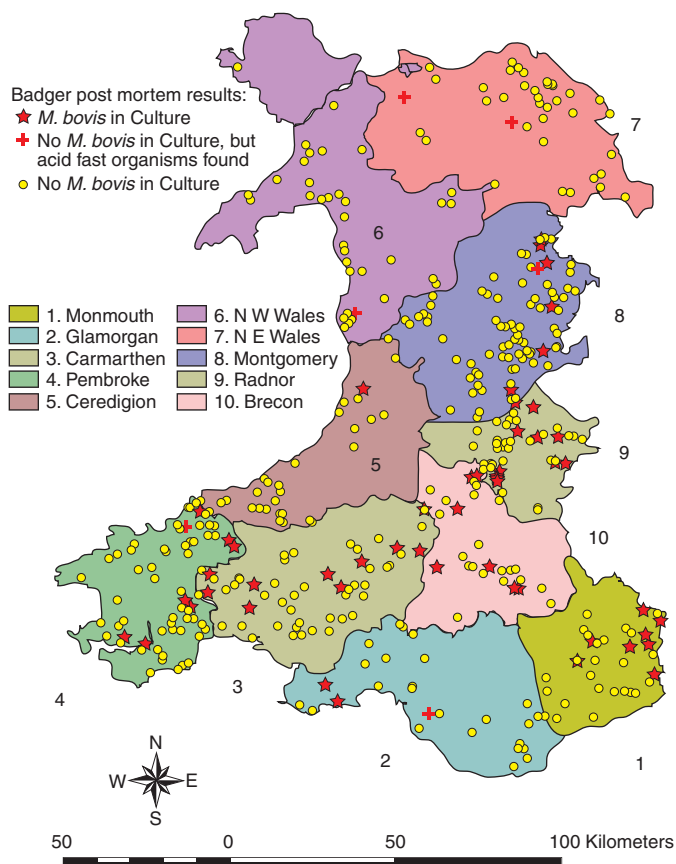 Badger post mortem results:
M. bovis in Culture
No M. bovis in Culture, but
acid fast organisms found
No M. bovis in Culture
7
6
1. Monmouth
2. Glamorgan
3. Carmarthen
4. Pembroke
5. Ceredigion
6. N W Wales
7. N E Wales
8. Montgomery
9. Radnor
10. Brecon
8
9
5
10
4
3
2
1
N
W E
S
50 0 50 100 Kilometers